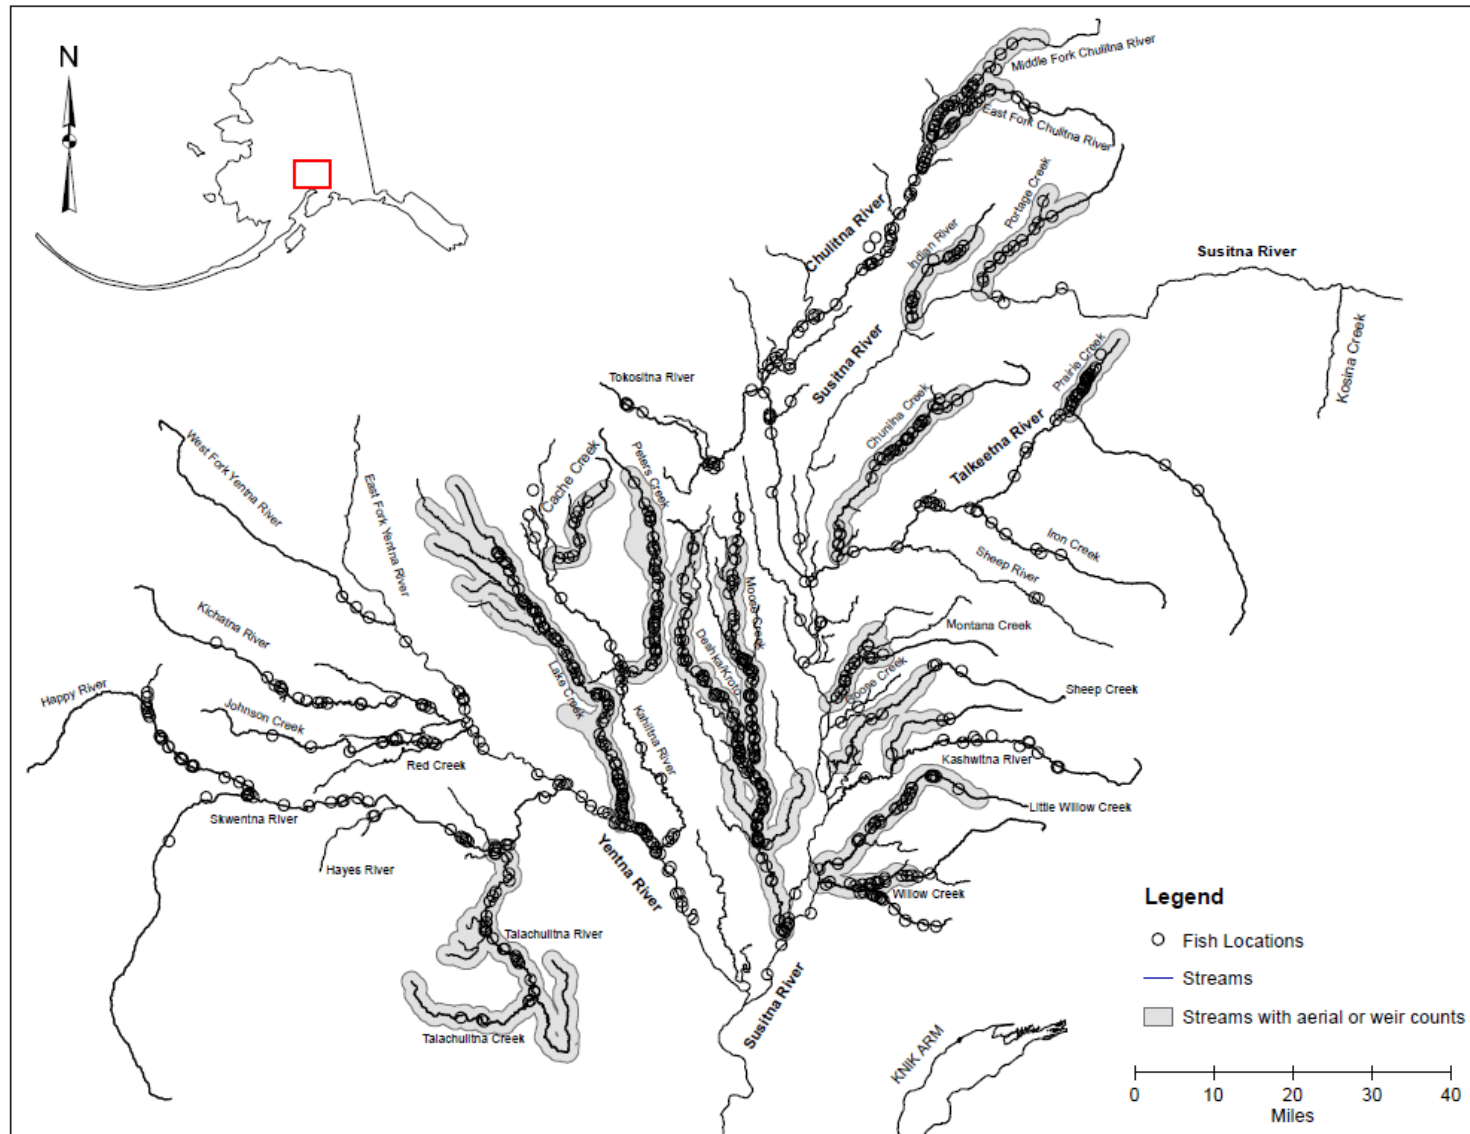 N
Middle Fork Chulitna River
East Fork Chulitna River
Portage Creek
Chulitna River
Indian River
Susitna River
Kosina Creek
Susitna River
Prairie Creek
Tokositna River
Chunilna Creek
Talkeetna River
West Fork Yentna River
East Fork Yentna River
Cache Creek
Peters Creek
Iron Creek
Sheep River
Moose Creek
Kichatna River
Montana Creek
Deshka/Kroto
Goose Creek
Lake Creek
Happy River
Sheep Creek
Johnson Creek
Kahiltna River
Red Creek
Kashwitna River
Skwentna River
Little Willow Creek
Hayes River
Yentna River
Willow Creek
Talachulitna River
Susitna River
Talachulitna Creek
KNIK ARM
Legend
Fish Locations
Streams
Streams with aerial or weir counts
0 10 20 30 40
Miles